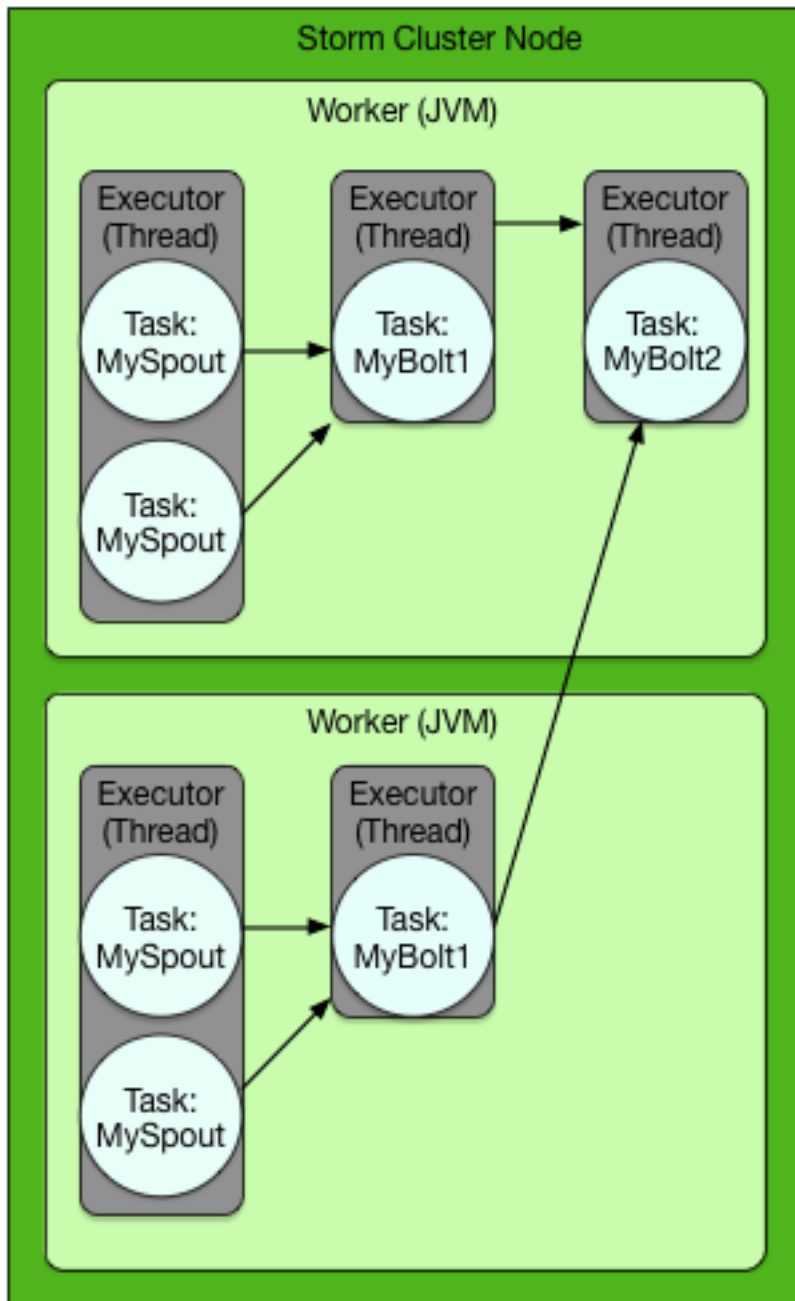 Storm Cluster Node
Worker (JVM)
Executor
(Thread)
Task:
MySpout
Task:
MySpout
Executor
(Thread)
Task:
MyBolt1
Executor
(Thread)
Task:
MyBolt2
Worker (JVM)
Executor
(Thread)
Task:
MySpout
Task:
MySpout
Executor
(Thread)
Task:
MyBolt1